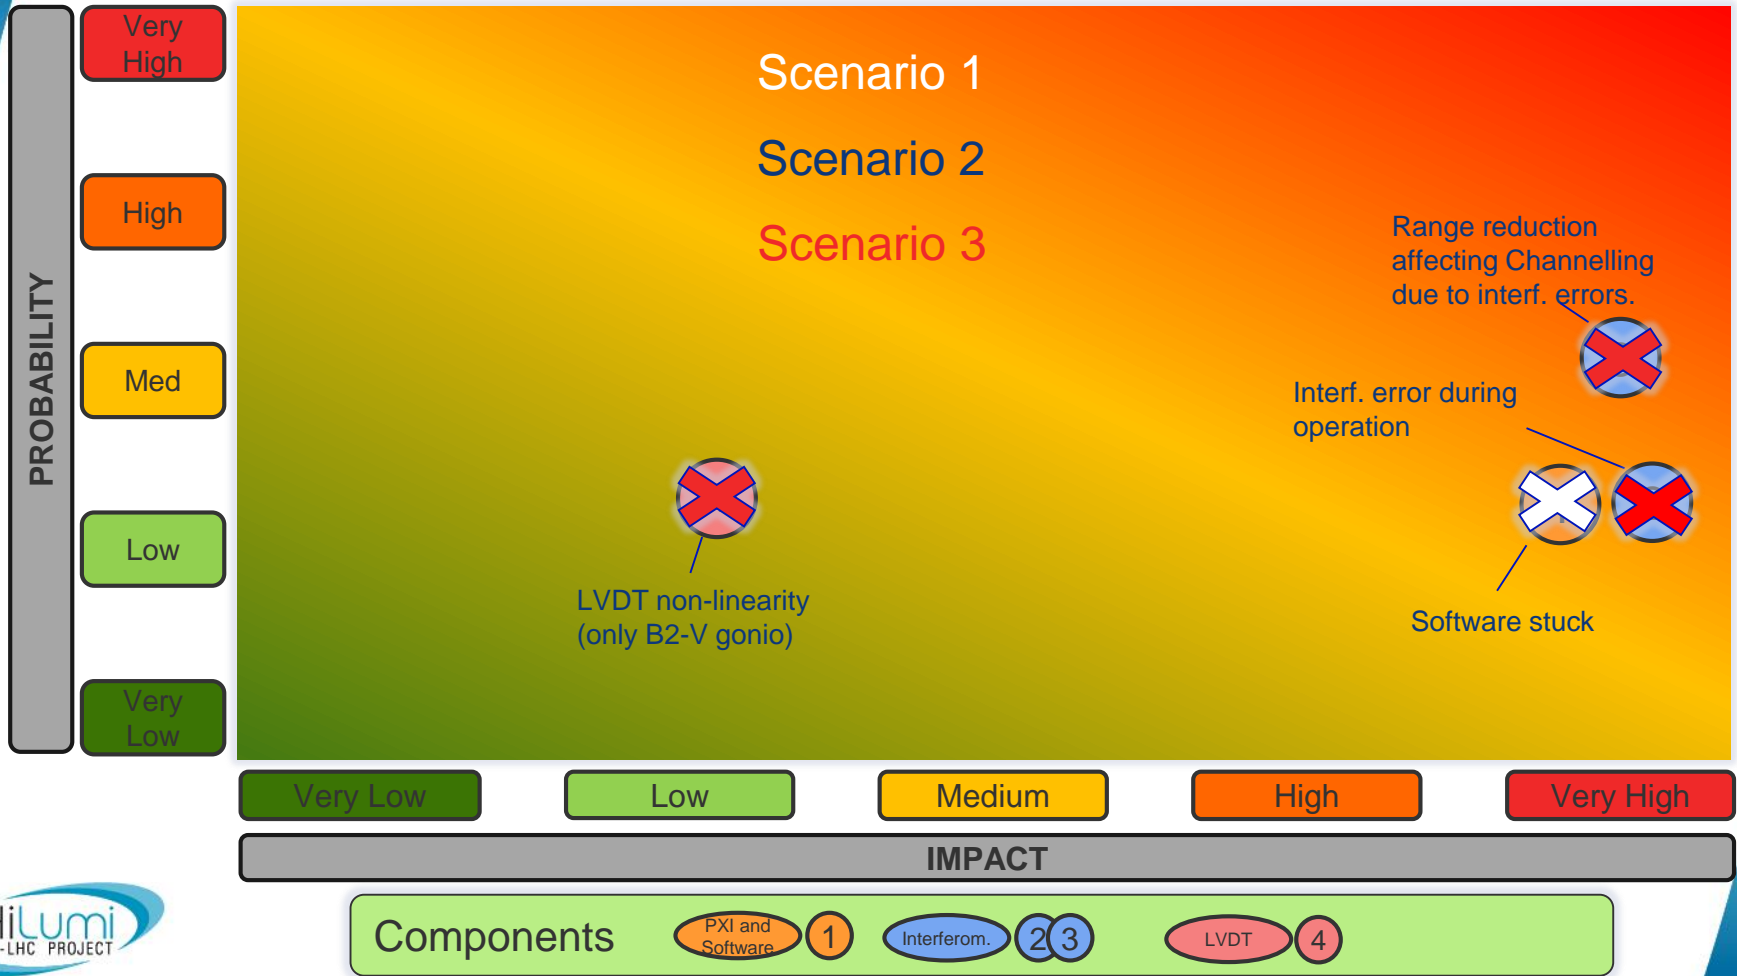 PROBABILITY
Very
High
High
Med
Low
Very
Low
Scenario 1
Scenario 2
Scenario 3
Range reduction
affecting Channelling
due to interf. errors.
Interf. error during
operation
LVDT non-linearity
(only B2-V gonio)
Software stuck
Very Low
Low
Medium
High
Very High
IMPACT
Components
PXI and
Software
1
Interferom.
2
3
LVDT
4
HiLumi
-LHC PROJECT